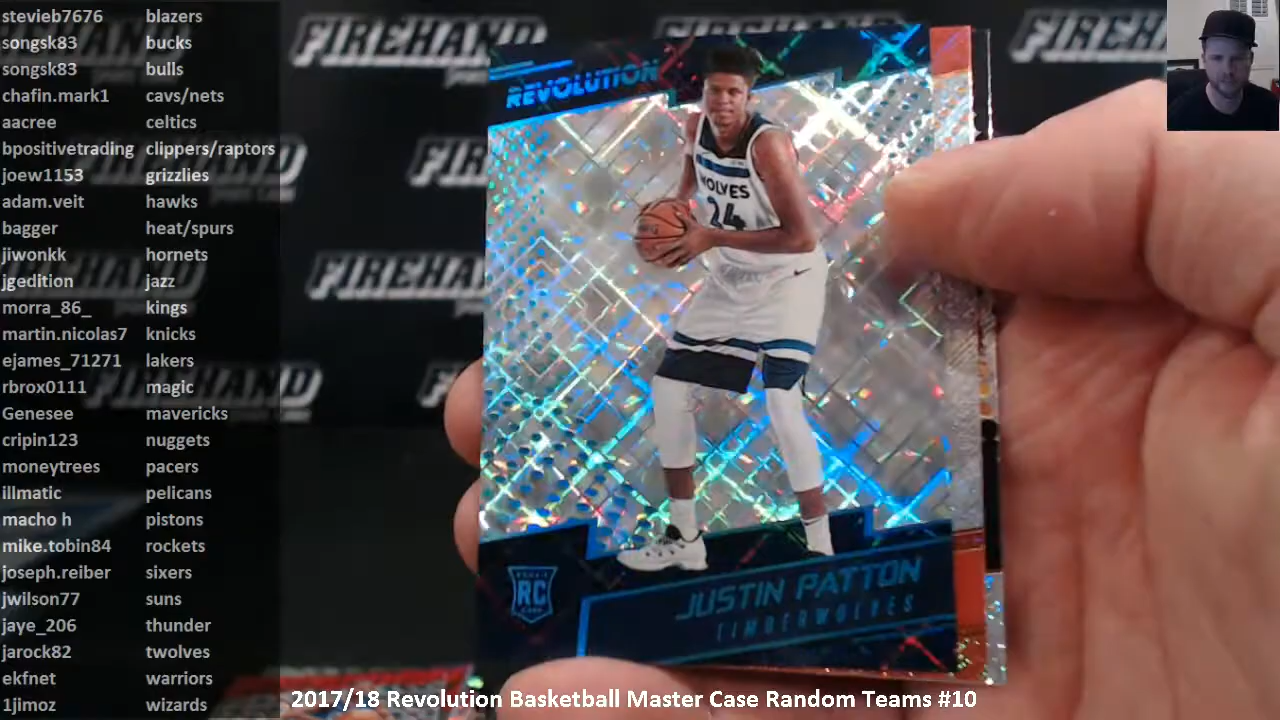 stevieb7676 blazers
songsk83 bucks
songsk83 bulls
chafin.mark1 cavs/nets
aacree celtics
bpositivetrading clippers/raptors
joew1153 grizzlies
adam.veit hawks
bagger heat/spurs
jiwonkk hornets
jgedition jazz
morra_86_ kings
martin.nicolas7 knicks
ejames_71271 lakers
rbrox0111 magic
Genesee mavericks
cripin123 nuggets
moneytrees pacers
illmatic pelicans
macho h pistons
mike.tobin84 rockets
joseph.reiber sixers
jwilson77 suns
jaye_206 thunder
jarock82 twolves
ekfnet warriors
1jimoz wizards
FIREHAND
REVOLUTION
WOLVES
24
RC
JUSTIN PATTON
TIMBERWOLVES
2017/18 Revolution Basketball Master Case Random Teams #10